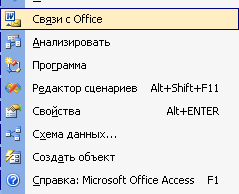 Связи с Office
Анализировать
Программа
Редактор сценариев Alt+Shift+F11
Свойства Alt+ENTER
Схема данных...
Создать объект
Справка: Microsoft Office Access F1